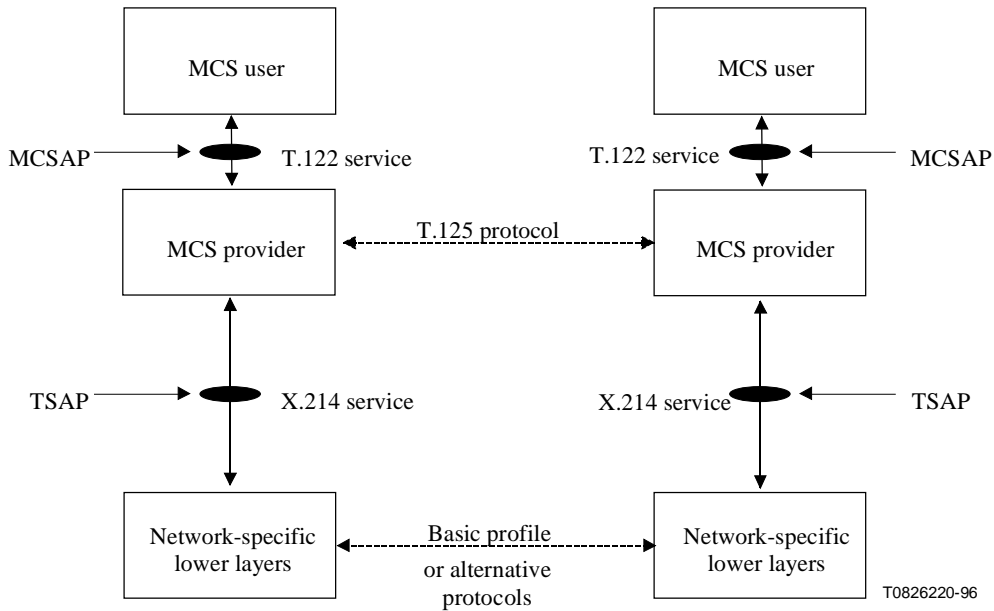 MCS user
MCS user
MCSAP
T.122 service
T.122 service
MCSAP
T.125 protocol
MCS provider
MCS provider
TSAP
X.214 service
X.214 service
TSAP
Network-specific
lower layers
Basic profile
or alternative
protocols
Network-specific
lower layers
T0826220-96